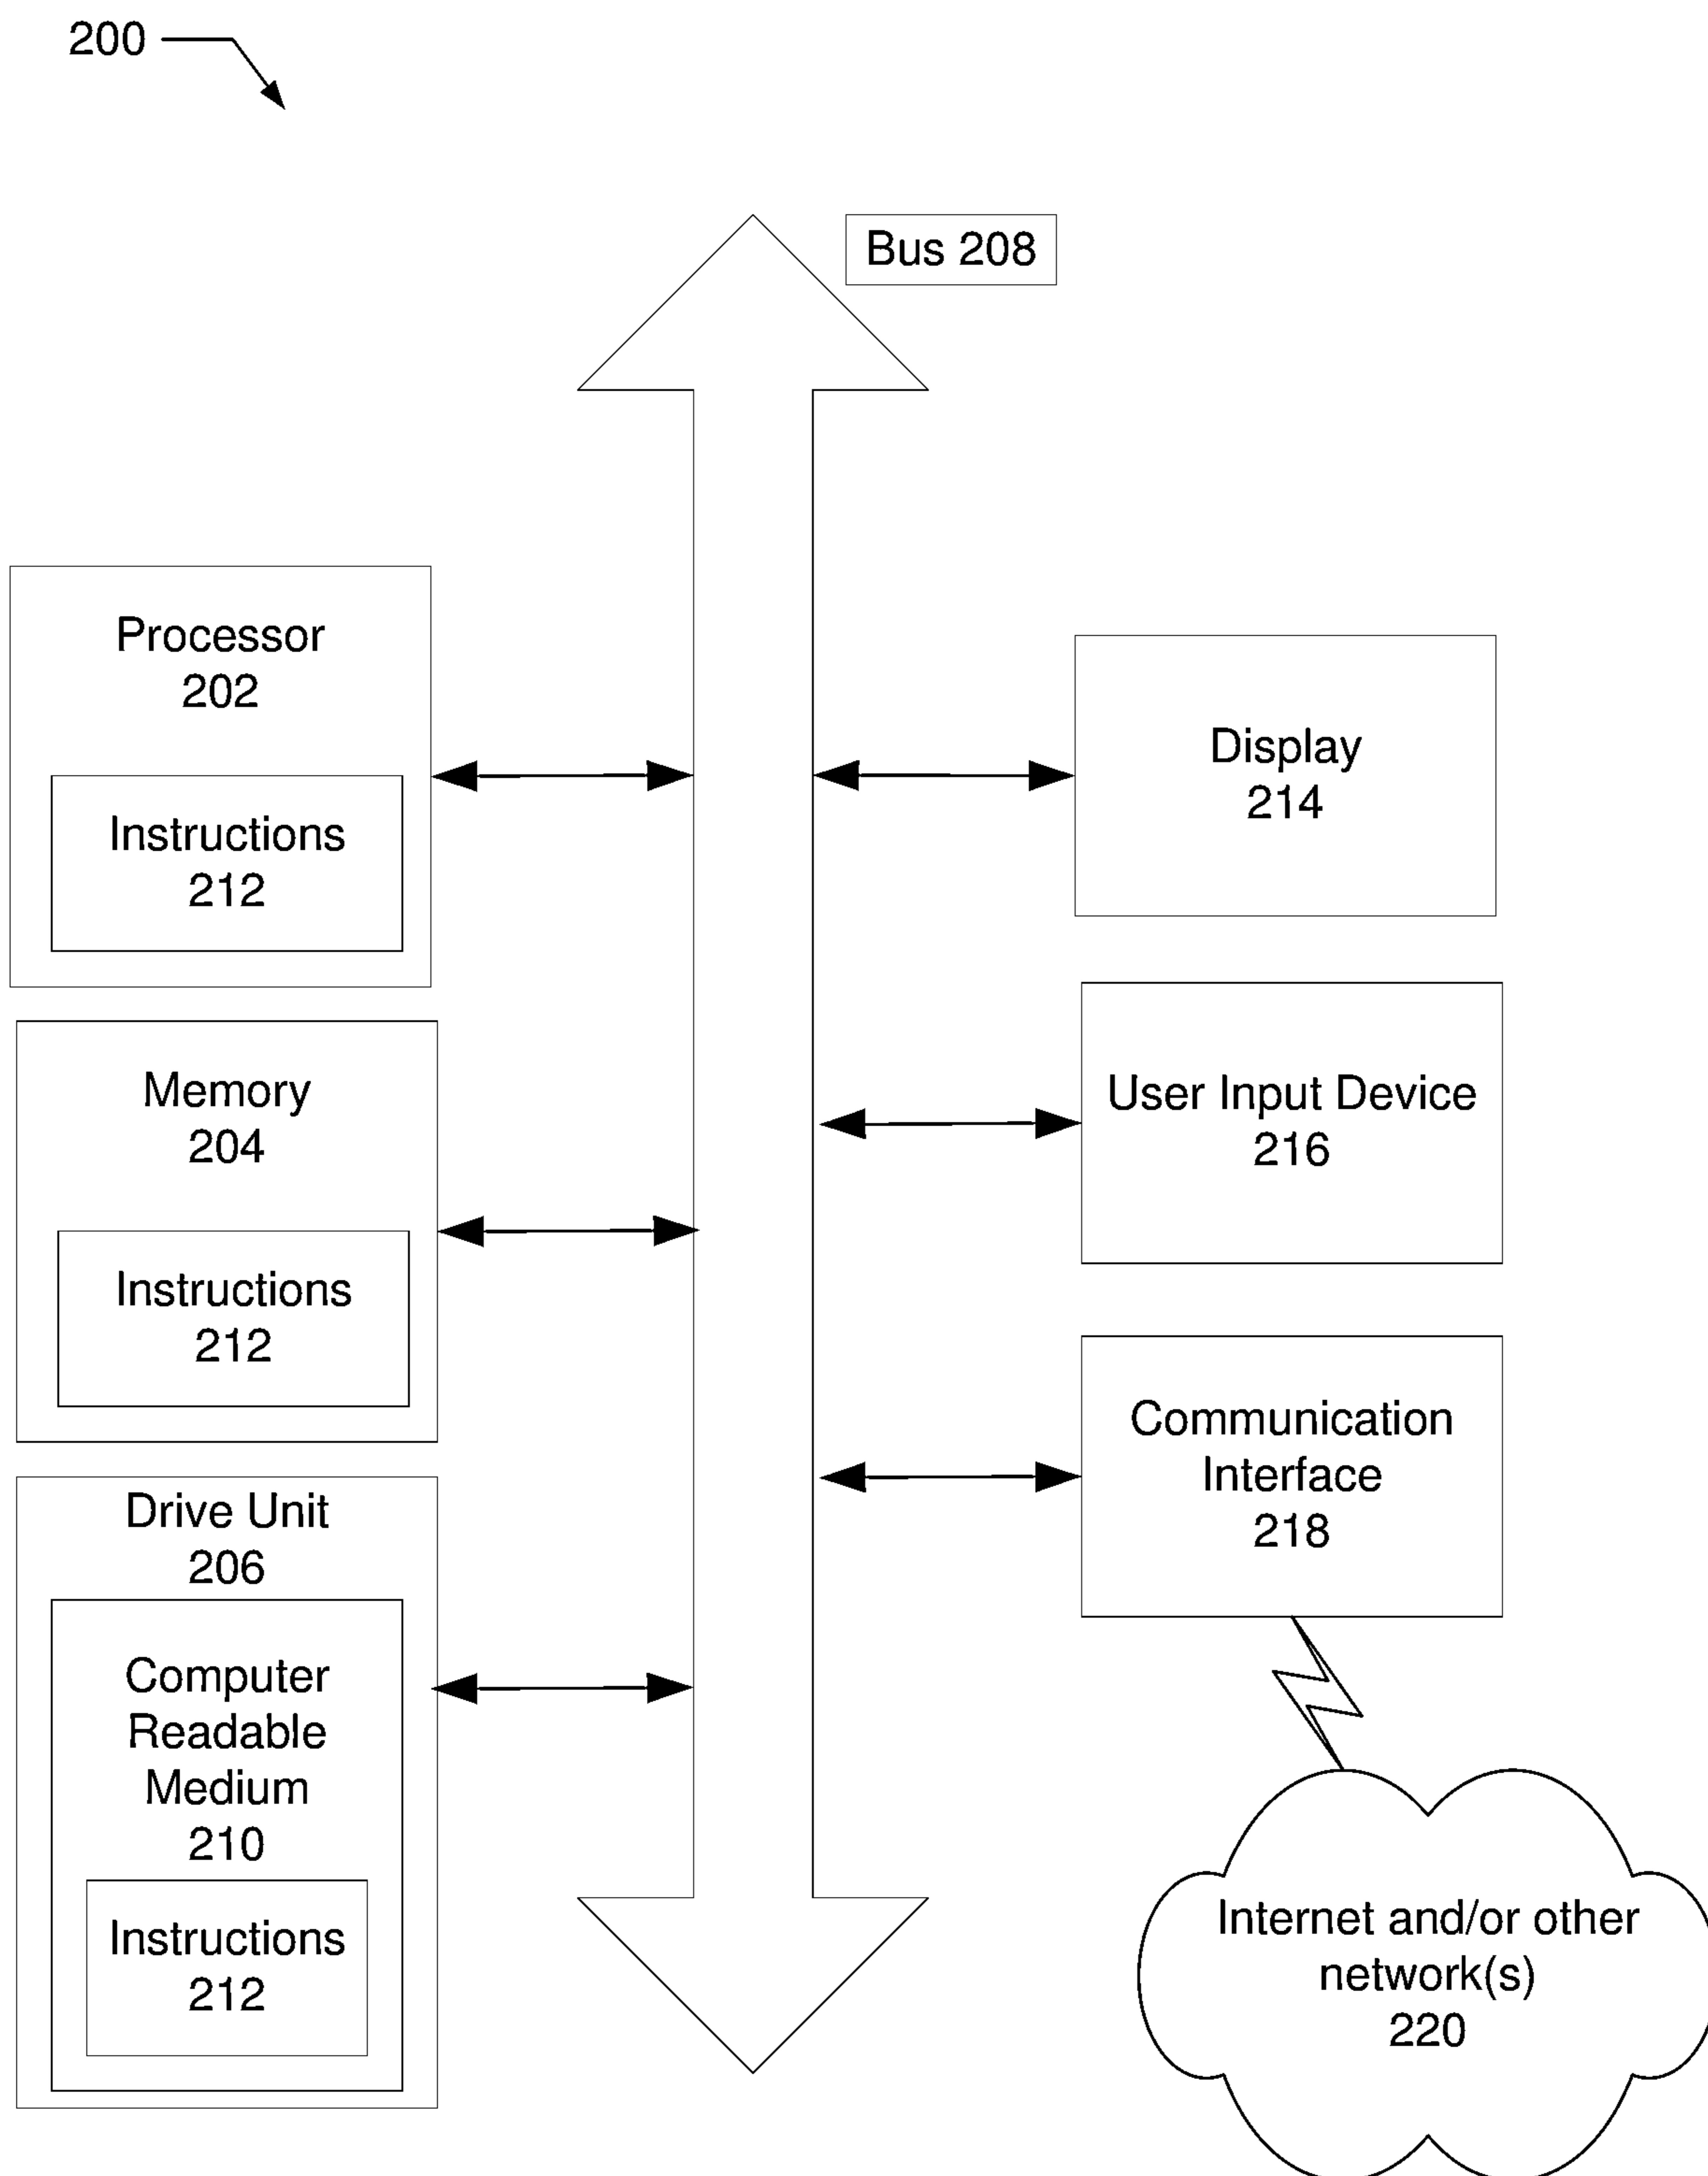 200
Bus 208
Processor
202
Instructions
212
Memory
204
Instructions
212
Drive Unit
206
Computer
Readable
Medium
210
Instructions
212
Display
214
User Input Device
216
Communication
Interface
218
Internet and/or other
network(s)
220